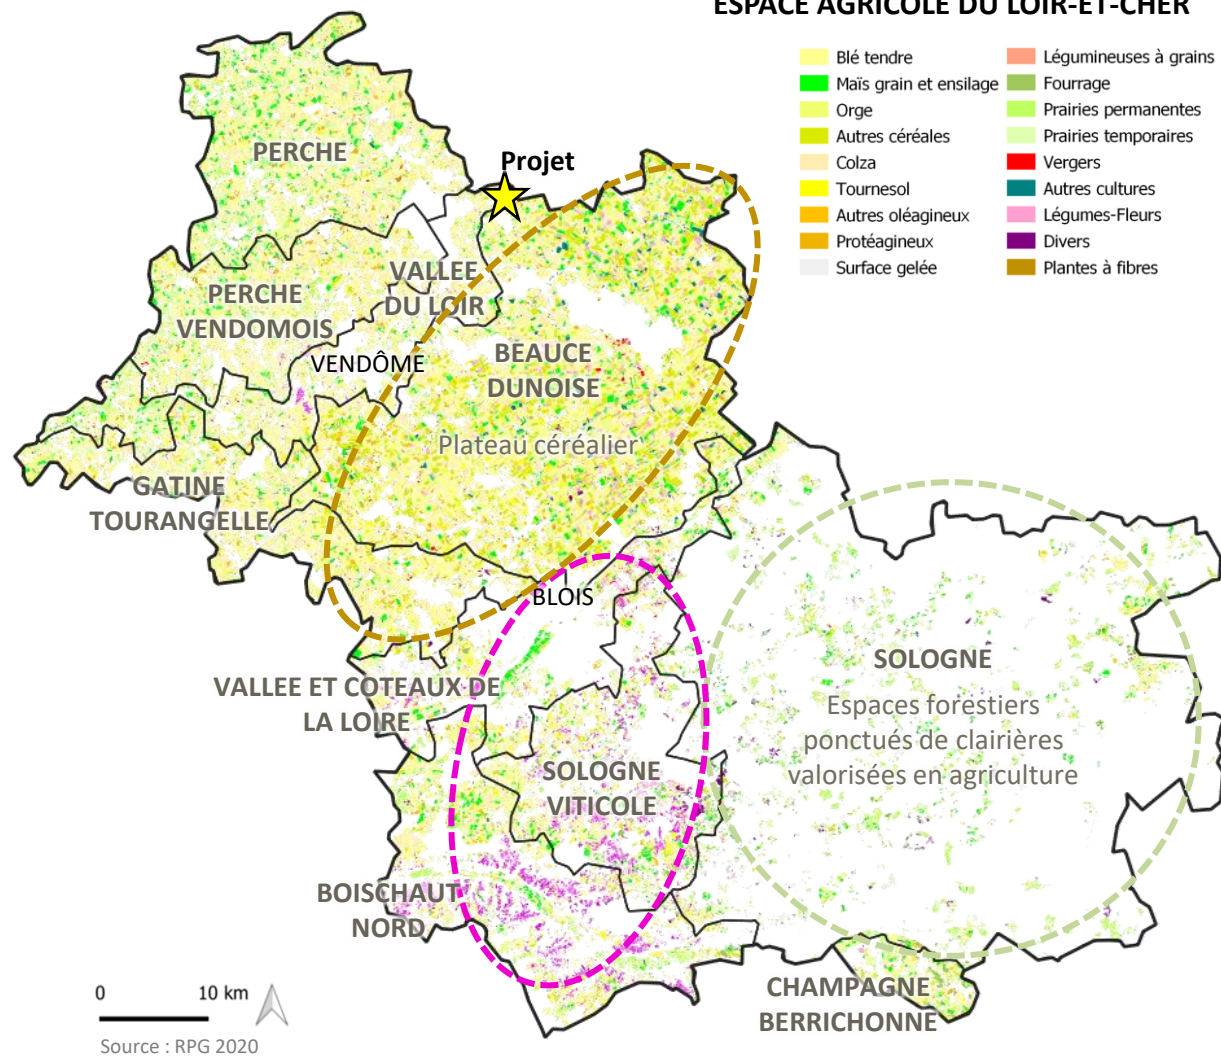 ESPACE AGRICOLE DU LOIR-ET-CHER
Blé tendre
Maïs grain et ensilage
Orge
Autres céréales
Colza
Tournesol
Autres oléagineux
Protéagineux
Surface gelée
Légumineuses à grains
Fourrage
Prairies permanentes
Prairies temporaires
Vergers
Autres cultures
Légumes-Fleurs
Divers
Plantes à fibres
PERCHE
Projet
VALLEE
DU LOIR
PERCHE
VENDOMOIS
VENDÔME
BEAUCE
DUNOISE
Plateau céréalier
GATINE
TOURANGELLE
BLOIS
VALLEE ET COTEAUX DE
LA LOIRE
SOLOGNE
Espaces forestiers
ponctués de clairières
valorisées en agriculture
SOLOGNE
VITICOLE
BOISCHAUT
NORD
CHAMPAGNE
BERRICHONNE
0 10 km
Source : RPG 2020